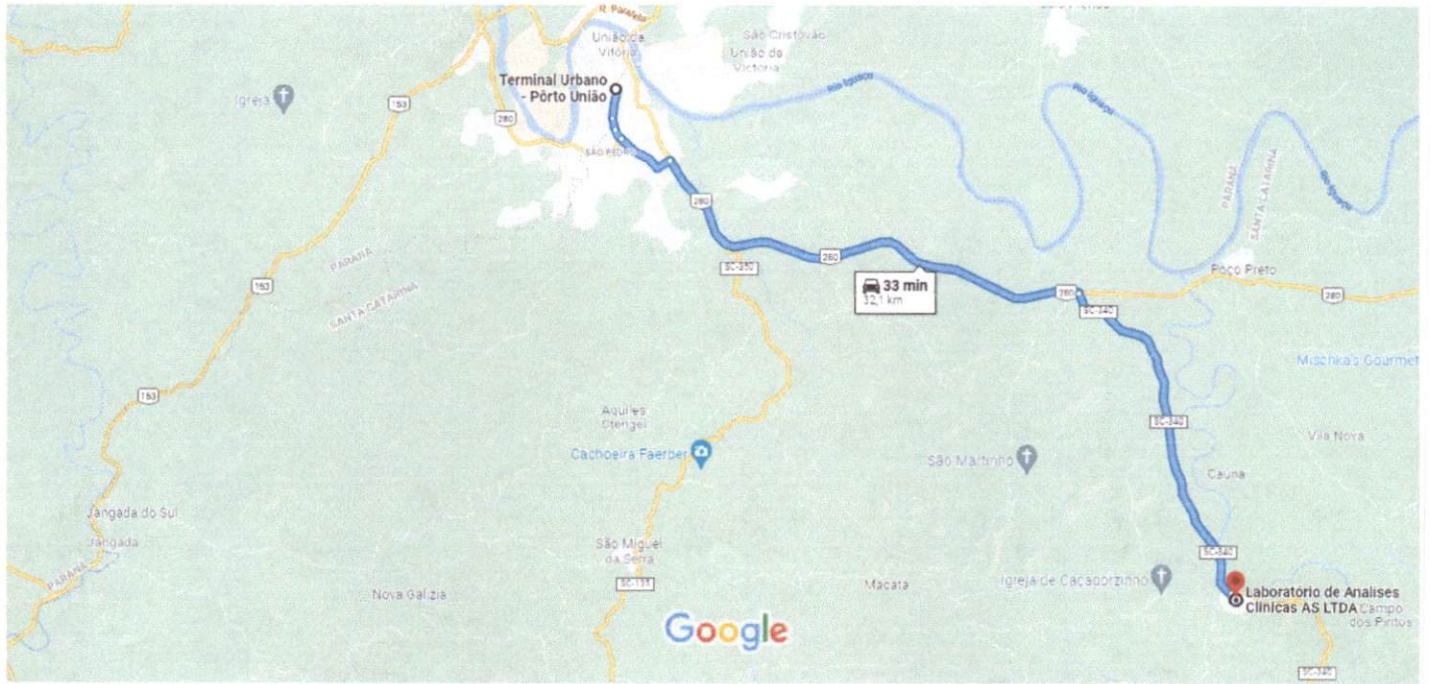 R. Parafeto
União da
Vitória
São Cristóvão
União da
Victoria
Terminal Urbano
- Pôrto União
Rio Iguaçu
Rio Iguaçu
Igreja
153
280
SÃO PEDRO
280
PARANÁ
SANTA CATARINA
Rio Iguaçu
PARANÁ
SANTA CATARINA
153
SC-350
280
Poço Preto
33 min
32,1 km
280
SC-340
280
Mischka's Gourmet
153
Aquiles
Stengel
Cachoeira Faerber
SC-340
Vila Nova
São Martinho
Cauna
Jangada do Sul
Jangada
São Miguel
da Serra
SC-135
SC-340
PARANÁ
Nova Galizia
Macata
Igreja de Caçadorzinho
Laboratório de Analises
Clínicas AS LTDA
Campo
dos Pintos
Google
SC-340